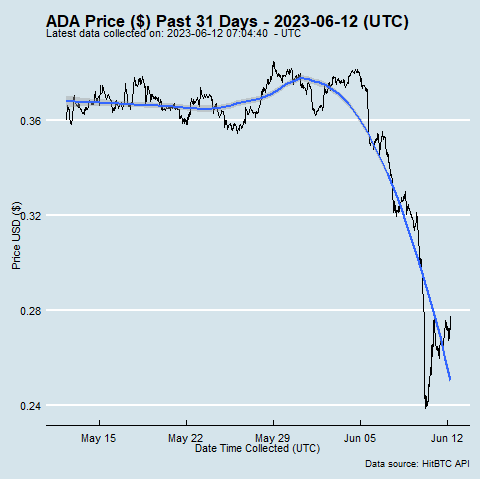 ADA Price ($) Past 31 Days - 2023-06-12 (UTC)
Latest data collected on: 2023-06-12 07:04:40 - UTC
0.36
0.32
0.28
0.24
Price USD ($)
May 15
May 22
May 29
Jun 05
Jun 12
Date Time Collected (UTC)
Data source: HitBTC API